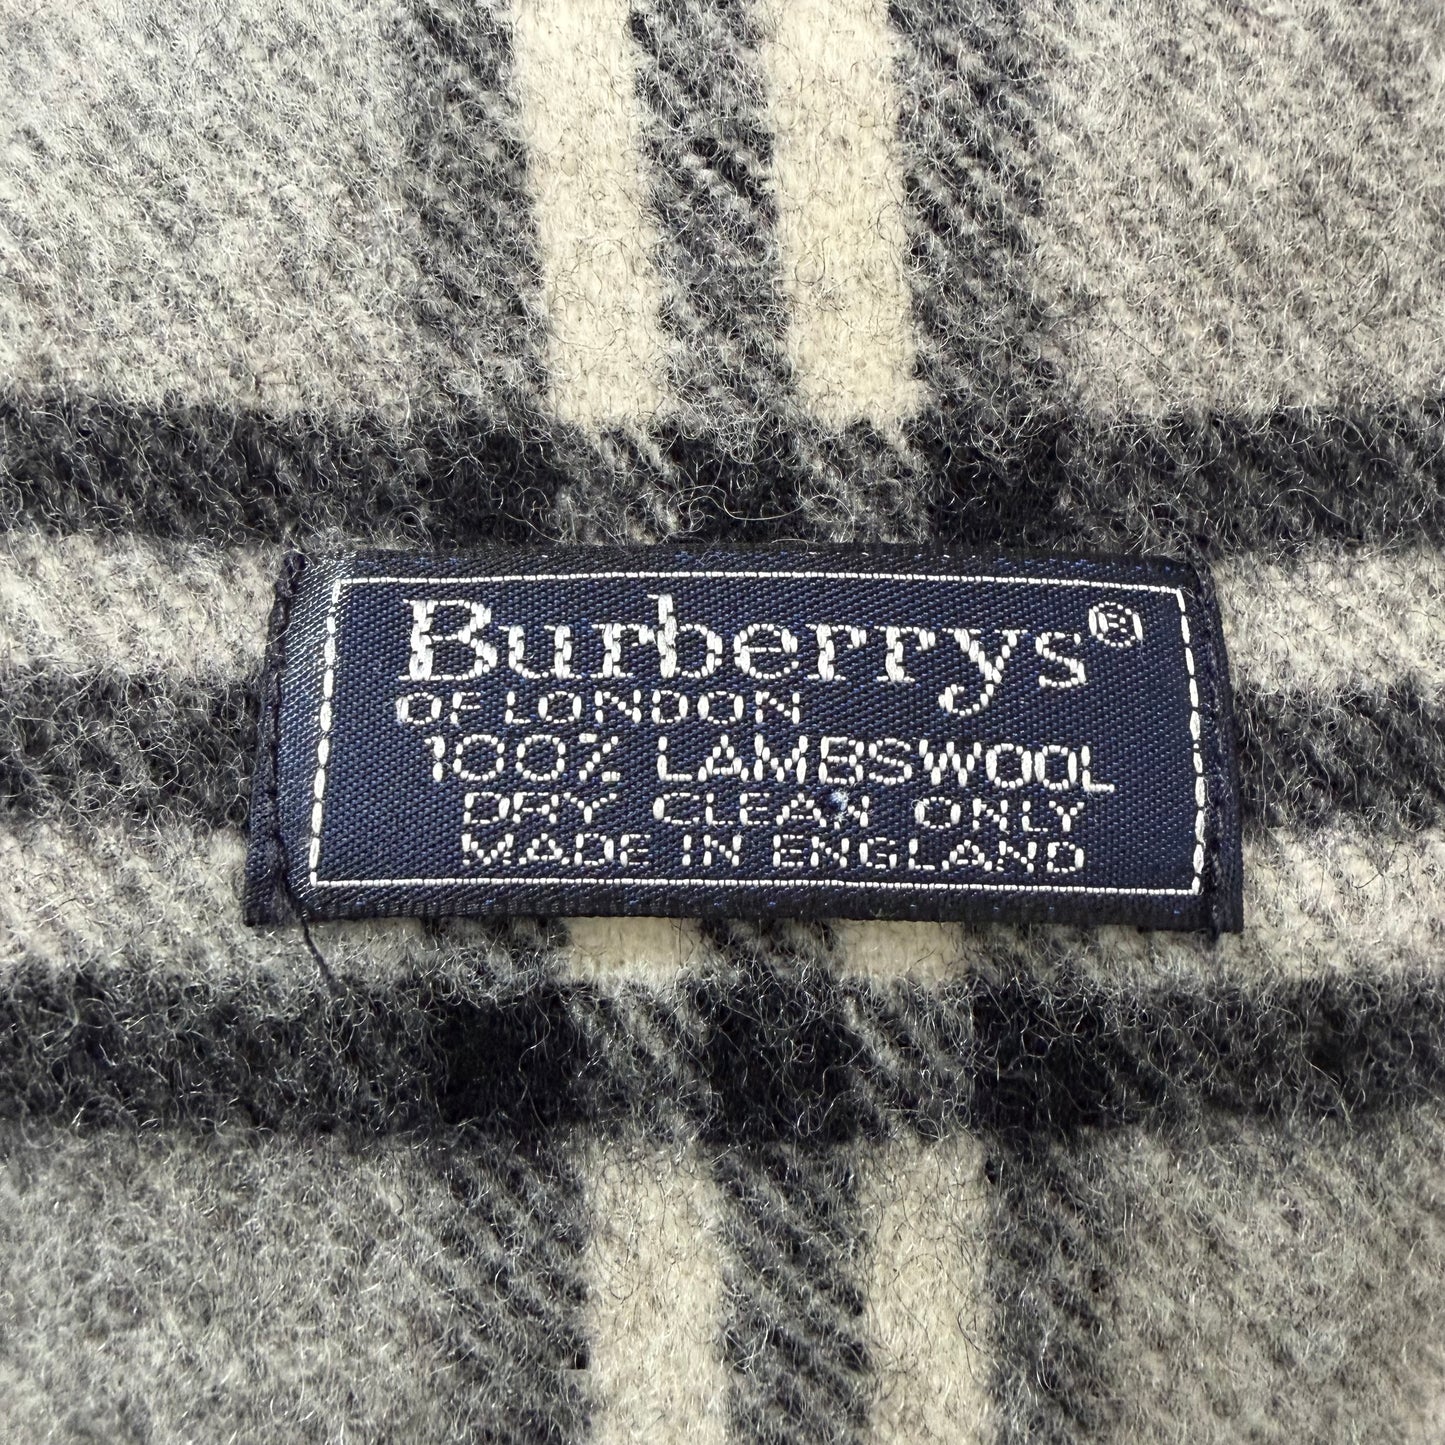 Burberrys®
OF LONDON
100% LAMBSWOOL
DRY CLEAN ONLY
MADE IN ENGLAND